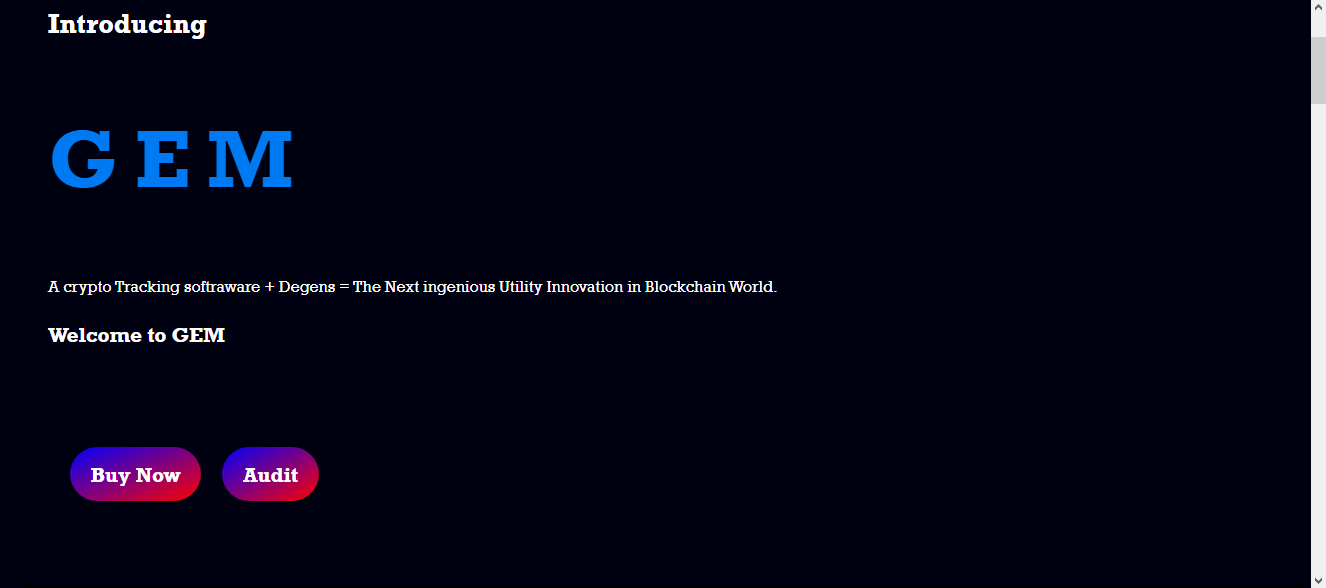 Introducing
G E M
A crypto Tracking softraware + Degens = The Next ingenious Utility Innovation in Blockchain World.
Welcome to GEM
Buy Now Audit